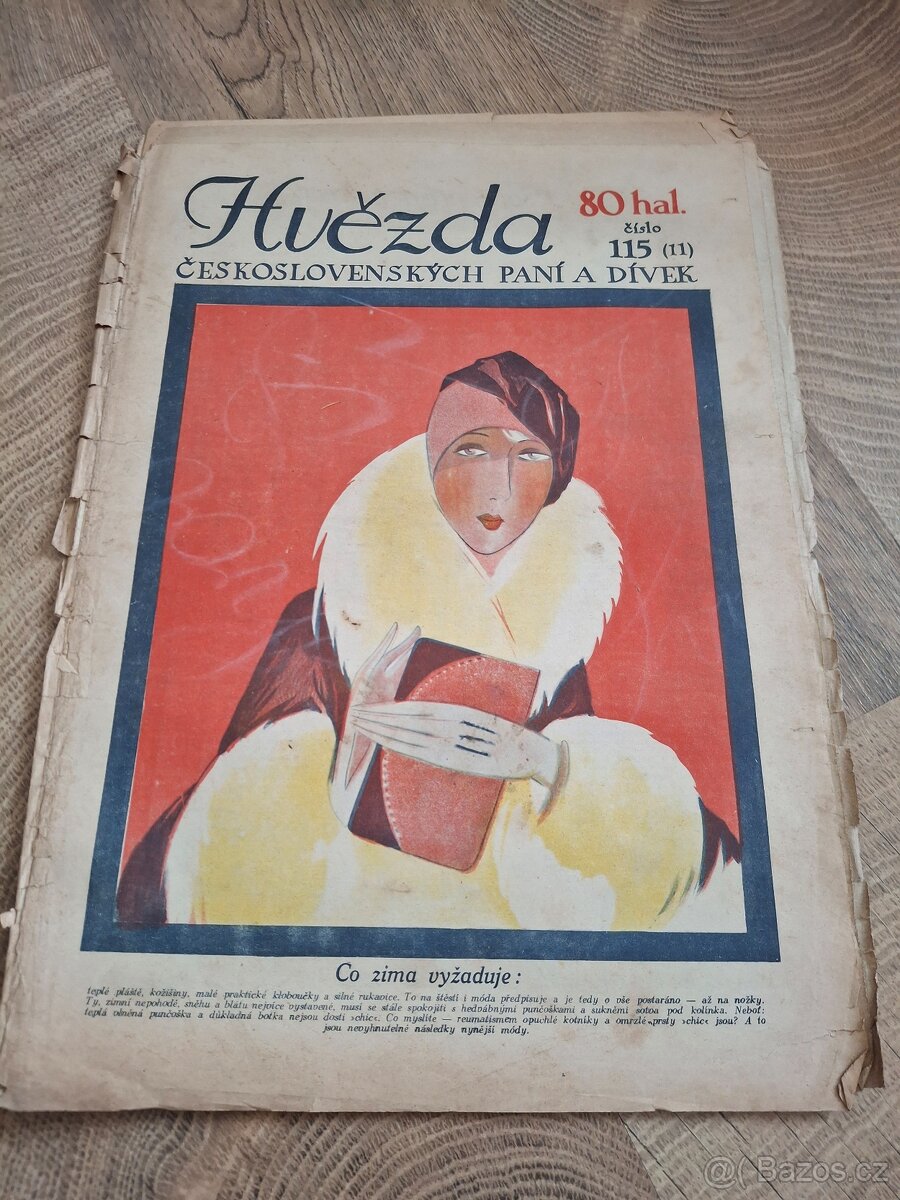 Hvězda
80 hal.
číslo
115 (11)
ČESKOSLOVENSKÝCH PANÍ A DÍVEK
Co zima vyžaduje:
teplé pláště, kožišiny, malé praktické kloboučky a silné rukavice. To na štěstí i móda předpisuje a je tedy o vše postaráno — až na nožky.
Ty, zimní nepohodě, sněhu a blátu nejvíce vystavené, musí se stále spokojiti s hedvábnými punčoškami a sukněmi sotva pod kolínka. Neboť:
teplá vlněná punčoška a důkladná botka nejsou dosti »chic«. Co myslíte — reumatismem opuchlé kotníky a omrzlé prsty »chic« jsou? A to
jsou nevyhnutelné následky nynější módy.
@ Bazos.cz